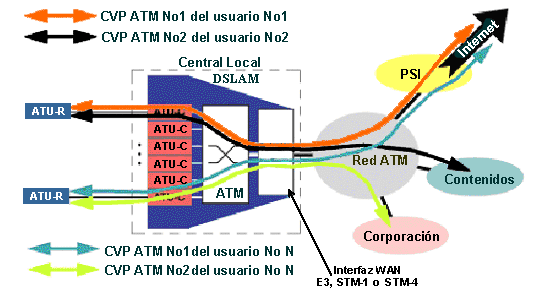 CVP ATM No1 del usuario No1
CVP ATM No2 del usuario No2
Internet
Central Local
DSLAM
PSI
ATU-R
ATU-C
ATU-C
ATU-C
ATU-C
ATU-C
ATU-C
ATM
Red ATM
Contenidos
ATU-R
Corporación
CVP ATM No1 del usuario No N
CVP ATM No2 del usuario No N
Interfaz WAN
E3, STM-1 o STM-4